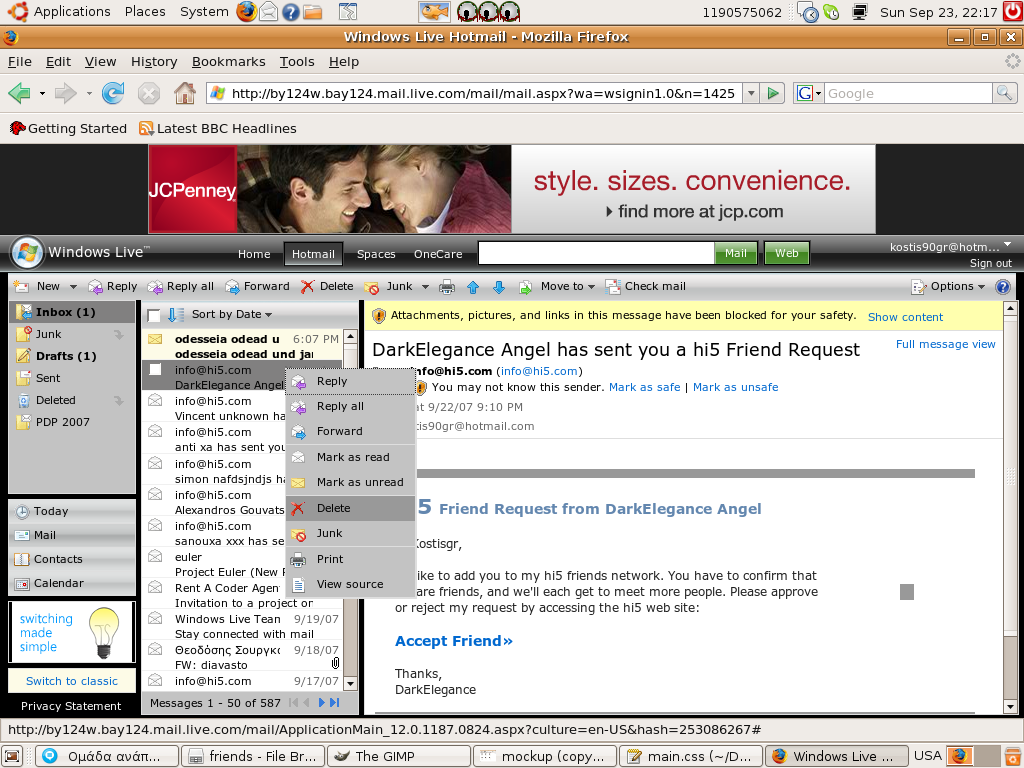 Applications Places System 1190575062 Sun Sep 23, 22:17
Windows Live Hotmail - Mozilla Firefox
File Edit View History Bookmarks Tools Help
http://by124w.bay124.mail.live.com/mail/mail.aspx?wa=wsignin1.0&n=1425 G Google
Getting Started Latest BBC Headlines
JCPenney
style. sizes. convenience.
find more at jcp.com
Windows Live™ Home Hotmail Spaces OneCare Mail Web kostis90gr@hotm...
Sign out
New Reply Reply all Forward Delete Junk Move to Check mail Options
Inbox (1)
Junk
Drafts (1)
Sent
Deleted
PDP 2007
Today
Mail
Contacts
Calendar
switching
made
simple
Switch to classic
Privacy Statement
Sort by Date
odesseia odead u 6:07 PM
odesseia odead und jar
info@hi5.com
DarkElegance Angel
info@hi5.com
Vincent unknown ha
info@hi5.com
anti xa has sent you
info@hi5.com
simon nafdsjndjs ha
info@hi5.com
Alexandros Gouvats
info@hi5.com
sanouxa xxx has se
euler
Project Euler (New P
Rent A Coder Agen
Invitation to a project on
Windows Live Team 9/19/07
Stay connected with mail
Θεοδόσης Σουργκο 9/18/07
FW: diavasto
info@hi5.com 9/17/07
Messages 1 - 50 of 587
Reply
Reply all
Forward
Mark as read
Mark as unread
Delete
Junk
Print
View source
Attachments, pictures, and links in this message have been blocked for your safety. Show content
DarkElegance Angel has sent you a hi5 Friend Request Full message view
info@hi5.com (info@hi5.com)
You may not know this sender. Mark as safe | Mark as unsafe
at 9/22/07 9:10 PM
tis90gr@hotmail.com
5 Friend Request from DarkElegance Angel
Kostisgr,
like to add you to my hi5 friends network. You have to confirm that
are friends, and we'll each get to meet more people. Please approve
or reject my request by accessing the hi5 web site:
Accept Friend»
Thanks,
DarkElegance
http://by124w.bay124.mail.live.com/mail/ApplicationMain_12.0.1187.0824.aspx?culture=en-US&hash=253086267#
Ομάδα ανάπ... friends - File Br... The GIMP mockup (copy... main.css (~/D... Windows Live ... USA